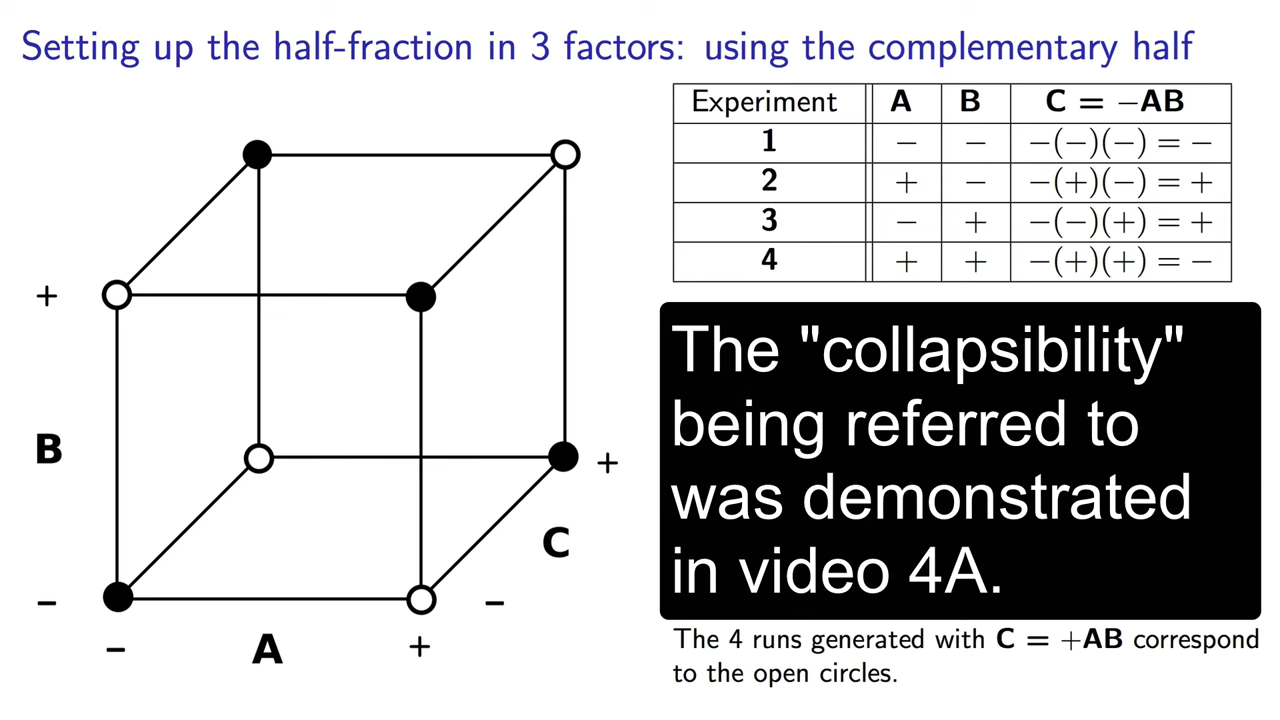 Setting up the half-fraction in 3 factors: using the complementary half
Experiment A B C = −AB
1 − − −(−)(−) = −
2 + − −(+)(−) = +
3 − + −(−)(+) = +
4 + + −(+)(+) = −
+
B
−
− A +
−
C
+
The "collapsibility"
being referred to
was demonstrated
in video 4A.
The 4 runs generated with C = +AB correspond
to the open circles.